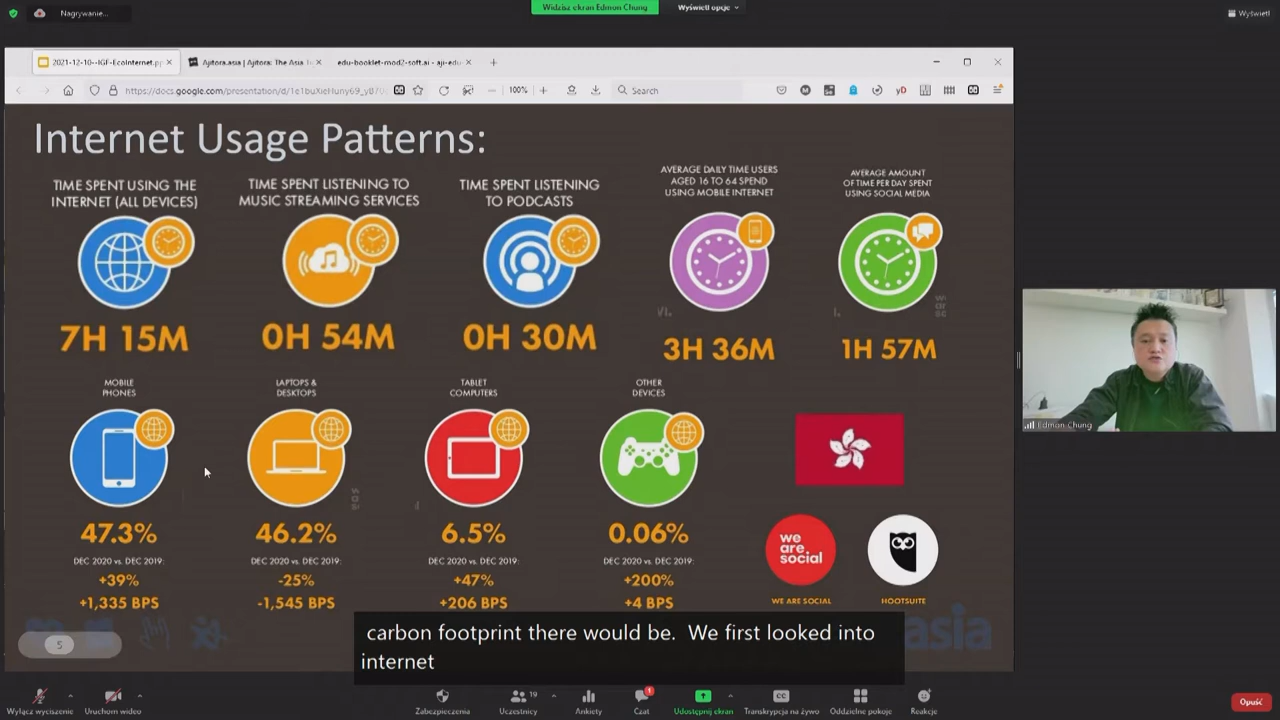 Nagrywanie...
Widzisz ekran Edmon Chung
Wyświetl opcje
Wyświetl
2021-12-10--IGF-EcoInternet.pp
Ajitora.asia | Ajitora: The Asia
edu-booklet-mod2-soft.ai - aji-edu
100%
Search
Internet Usage Patterns:
TIME SPENT USING THE
INTERNET (ALL DEVICES)
7H 15M
TIME SPENT LISTENING TO
MUSIC STREAMING SERVICES
0H 54M
TIME SPENT LISTENING
TO PODCASTS
0H 30M
AVERAGE DAILY TIME USERS
AGED 16 TO 64 SPEND
USING MOBILE INTERNET
3H 36M
AVERAGE AMOUNT
OF TIME PER DAY SPENT
USING SOCIAL MEDIA
1H 57M
MOBILE
PHONES
47.3%
DEC 2020 vs. DEC 2019:
+39%
+1,335 BPS
LAPTOPS &
DESKTOPS
46.2%
DEC 2020 vs. DEC 2019:
-25%
-1,545 BPS
TABLET
COMPUTERS
6.5%
DEC 2020 vs. DEC 2019:
+47%
+206 BPS
OTHER
DEVICES
0.06%
DEC 2020 vs. DEC 2019:
+200%
+4 BPS
we
are
social
WE ARE SOCIAL
HOOTSUITE
asia
5
carbon footprint there would be. We first looked into
internet
Edmon Chung
Wyłącz wyciszenie
Uruchom wideo
Zabezpieczenia
19
Uczestnicy
Ankiety
1
Czat
Udostępnij ekran
CC
Transkrypcja na żywo
Oddzielne pokoje
Reakcje
Opuść